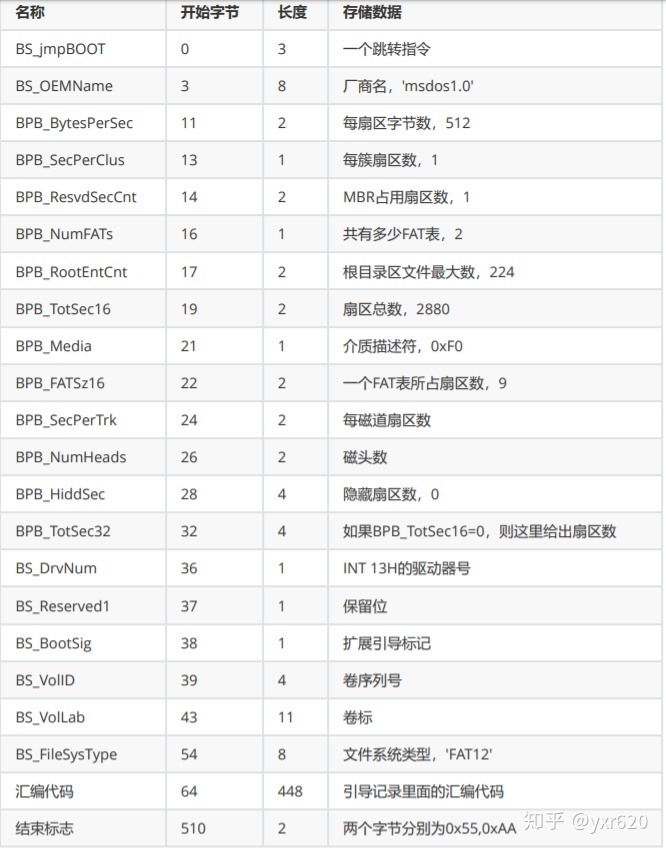 名称 开始字节 长度 存储数据
BS_jmpBOOT 0 3 一个跳转指令
BS_OEMName 3 8 厂商名，'msdos1.0'
BPB_BytesPerSec 11 2 每扇区字节数，512
BPB_SecPerClus 13 1 每簇扇区数，1
BPB_ResvdSecCnt 14 2 MBR占用扇区数，1
BPB_NumFATs 16 1 共有多少FAT表，2
BPB_RootEntCnt 17 2 根目录区文件最大数，224
BPB_TotSec16 19 2 扇区总数，2880
BPB_Media 21 1 介质描述符，0xF0
BPB_FATSz16 22 2 一个FAT表所占扇区数，9
BPB_SecPerTrk 24 2 每磁道扇区数
BPB_NumHeads 26 2 磁头数
BPB_HiddSec 28 4 隐藏扇区数，0
BPB_TotSec32 32 4 如果BPB_TotSec16=0，则这里给出扇区数
BS_DrvNum 36 1 INT 13H的驱动器号
BS_Reserved1 37 1 保留位
BS_BootSig 38 1 扩展引导标记
BS_VolID 39 4 卷序列号
BS_VolLab 43 11 卷标
BS_FileSysType 54 8 文件系统类型，'FAT12'
汇编代码 64 448 引导记录里面的汇编代码
结束标志 510 2 两个字节分别为0x55,0xAA
知乎 @yxr620